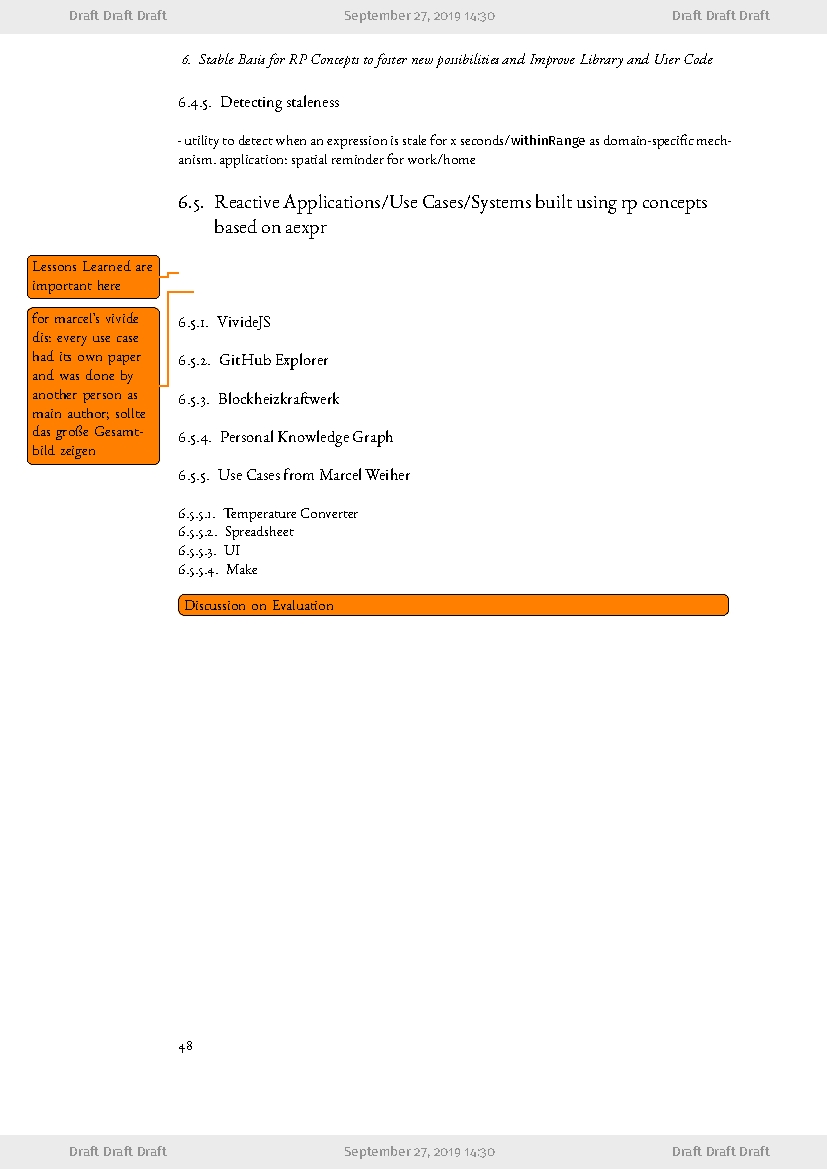 Draft Draft Draft September 27, 2019 14:30 Draft Draft Draft
6. Stable Basis for RP Concepts to foster new possibilities and Improve Library and User Code
6.4.5. Detecting staleness
- utility to detect when an expression is stale for x seconds/withinRange as domain-specific mech-
anism. application: spatial reminder for work/home
6.5. Reactive Applications/Use Cases/Systems built using rp concepts
based on aexpr
Lessons Learned are
important here
for marcel's vivide
dis: every use case
had its own paper
and was done by
another person as
main author; sollte
das große Gesamt-
bild zeigen
6.5.1. VivideJS
6.5.2. GitHub Explorer
6.5.3. Blockheizkraftwerk
6.5.4. Personal Knowledge Graph
6.5.5. Use Cases from Marcel Weiher
6.5.5.1. Temperature Converter
6.5.5.2. Spreadsheet
6.5.5.3. UI
6.5.5.4. Make
Discussion on Evaluation
48
Draft Draft Draft September 27, 2019 14:30 Draft Draft Draft